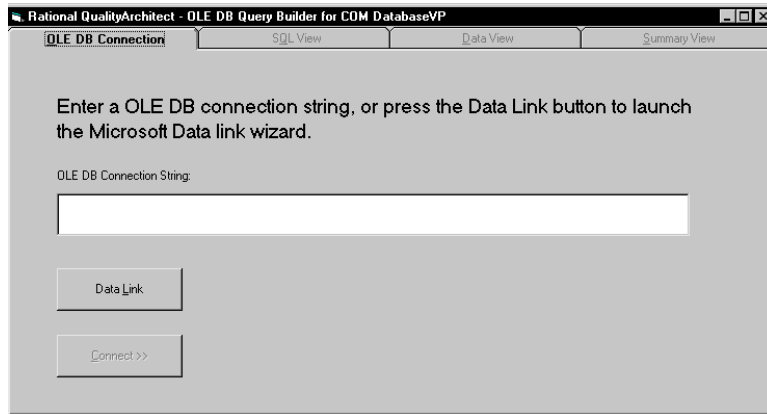 Rational QualityArchitect - OLE DB Query Builder for COM DatabaseVP
OLE DB Connection
SQL View
Data View
Summary View
Enter a OLE DB connection string, or press the Data Link button to launch
the Microsoft Data link wizard.
OLE DB Connection String:
Data Link
Connect >>